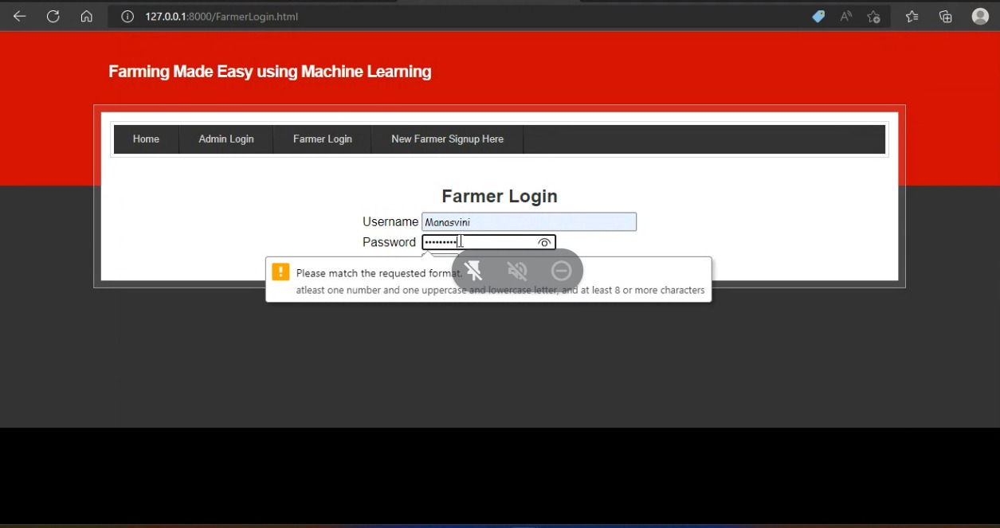 127.0.0.1:8000/FarmerLogin.html
Farming Made Easy using Machine Learning
Home Admin Login Farmer Login New Farmer Signup Here
Farmer Login
Username Manasvini
Password •••••••••
! Please match the requested format.
atleast one number and one uppercase and lowercase letter, and at least 8 or more characters